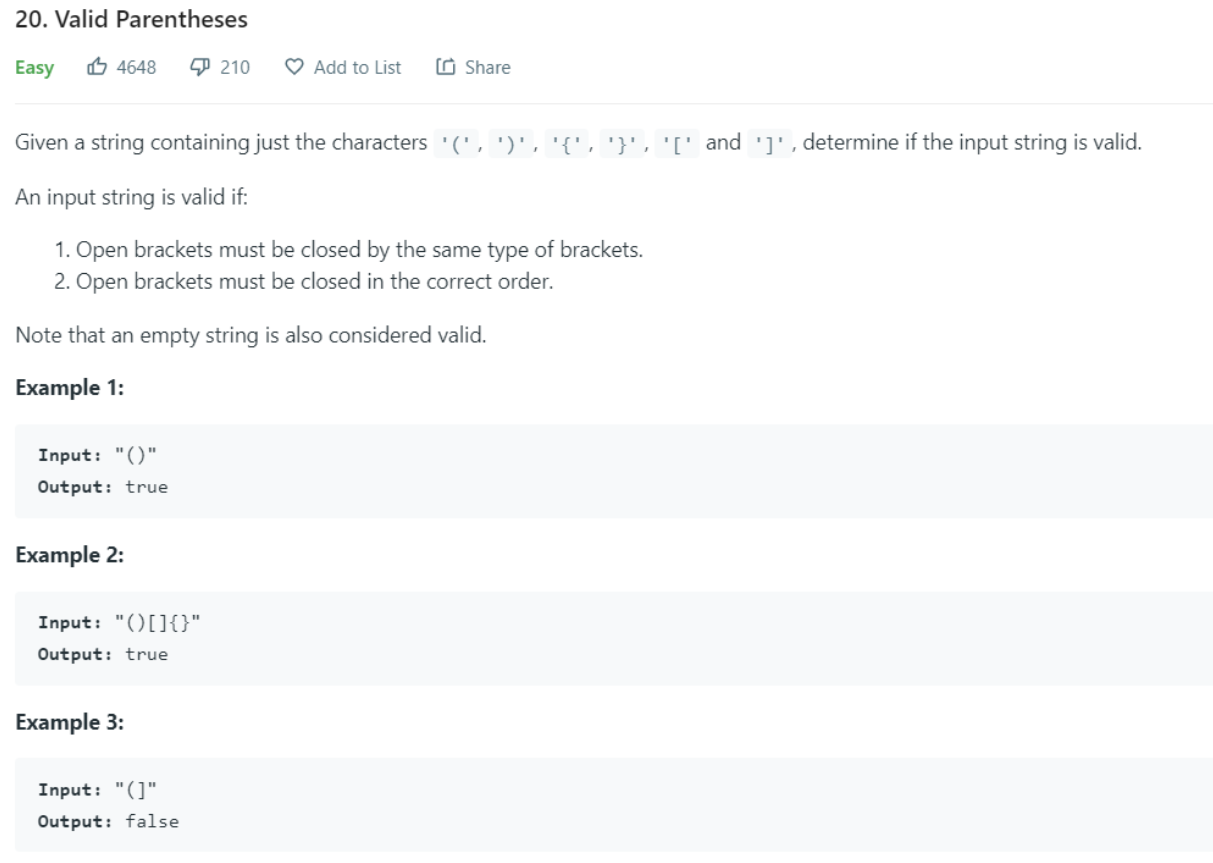 20. Valid Parentheses
Easy 4648 210 Add to List Share
Given a string containing just the characters '(', ')', '{', '}', '[' and ']', determine if the input string is valid.
An input string is valid if:
1. Open brackets must be closed by the same type of brackets.
2. Open brackets must be closed in the correct order.
Note that an empty string is also considered valid.
Example 1:
Input: "()"
Output: true
Example 2:
Input: "()[]{}"
Output: true
Example 3:
Input: "(]"
Output: false